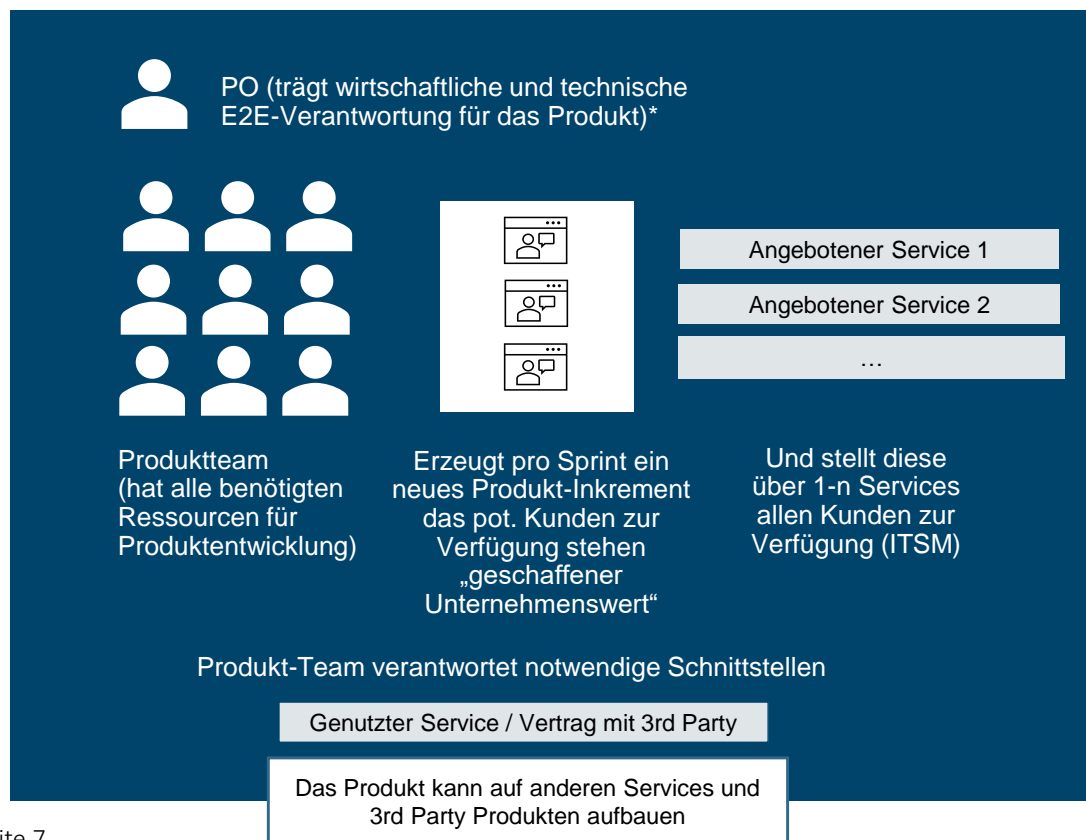 PO (trägt wirtschaftliche und technische
E2E-Verantwortung für das Produkt)*
Angebotener Service 1
Angebotener Service 2
…
Produktteam
(hat alle benötigten
Ressourcen für
Produktentwicklung)
Erzeugt pro Sprint ein
neues Produkt-Inkrement
das pot. Kunden zur
Verfügung stehen
„geschaffener
Unternehmenswert“
Und stellt diese
über 1-n Services
allen Kunden zur
Verfügung (ITSM)
Produkt-Team verantwortet notwendige Schnittstellen
Genutzter Service / Vertrag mit 3rd Party
Das Produkt kann auf anderen Services und
3rd Party Produkten aufbauen
ite 7